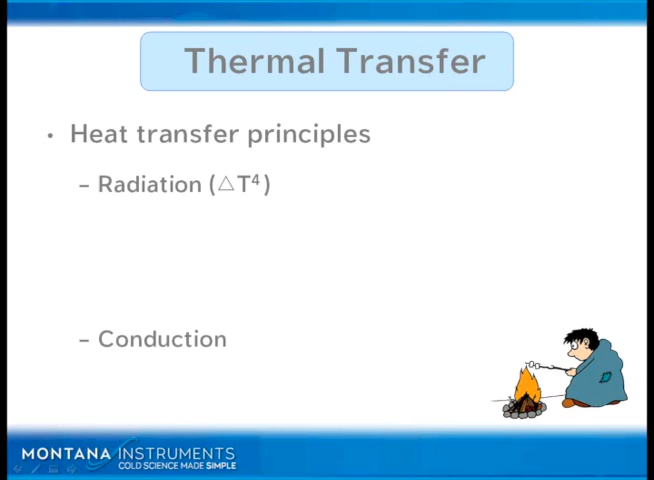 Thermal Transfer
• Heat transfer principles
– Radiation (△T⁴)
– Conduction
MONTANA INSTRUMENTS
COLD SCIENCE MADE SIMPLE